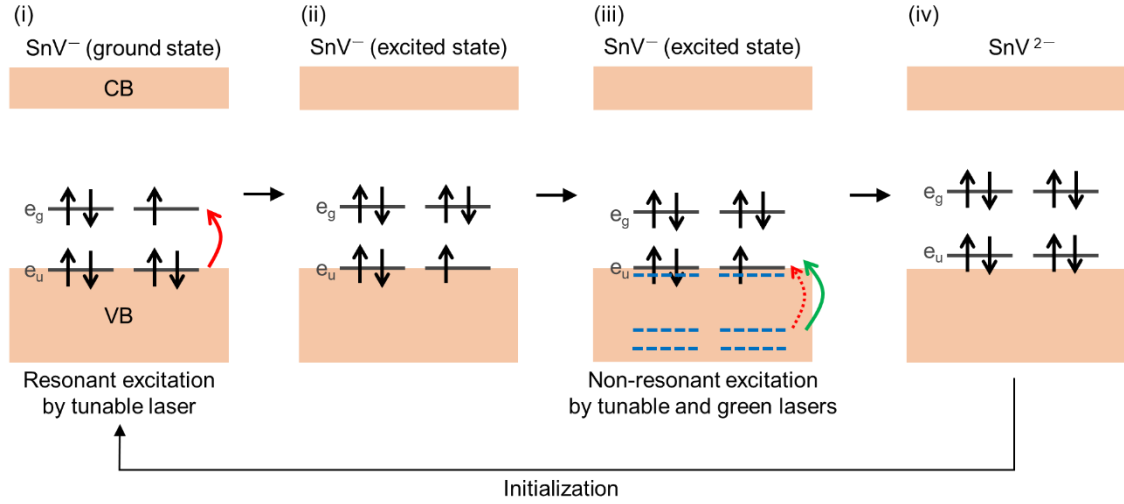 (i)
(ii)
(iii)
(iv)
SnV⁻ (ground state)
SnV⁻ (excited state)
SnV⁻ (excited state)
SnV²⁻
CB
e_g
e_g
e_g
e_g
e_u
e_u
e_u
e_u
VB
Resonant excitation
by tunable laser
Non-resonant excitation
by tunable and green lasers
Initialization